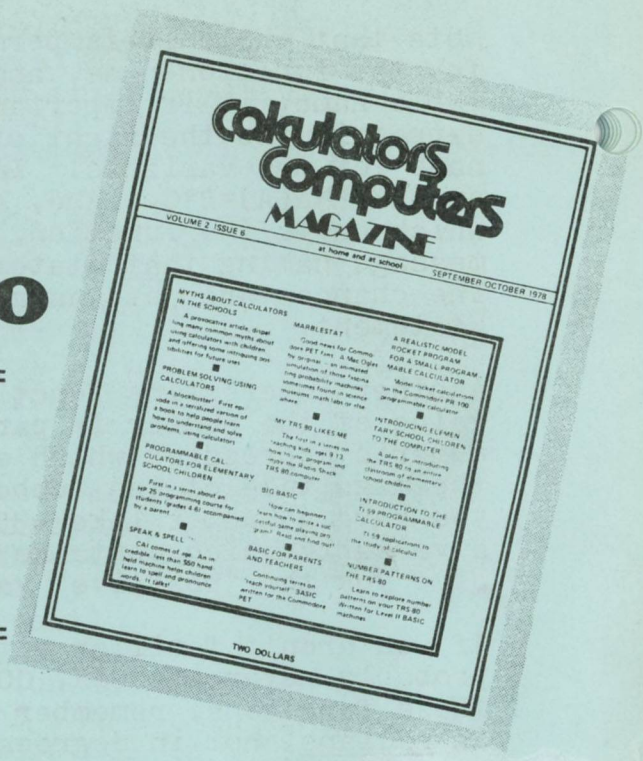 O
calculators
computers
MAGAZINE
at home and at school
VOLUME 2 ISSUE 6
SEPTEMBER OCTOBER 1978
MYTHS ABOUT CALCULATORS
IN THE SCHOOLS
A provocative article, dispel
ling many common myths about
using calculators with children
and offering some intriguing pos
sibilities for future uses
PROBLEM SOLVING USING
CALCULATORS
A blockbuster! First epi
sode in a serialized version of
a book to help people learn
how to understand and solve
problems, using calculators
PROGRAMMABLE CAL
CULATORS FOR ELEMENTARY
SCHOOL CHILDREN
First in a series about an
HP 25 programming course for
students (grades 4-6) accompanied
by a parent
SPEAK & SPELL
CAI comes of age. An in
credible less than $50 hand
held machine helps children
learn to spell and pronounce
words. It talks!
MARBLESTAT
Good news for Commo
dore PET fans. A Mac Oglesby
original - an animated
simulation of those
probability machines
sometimes found in science
museums, math labs or else
where
MY TRS 80 LIKES ME
The first in a series on
teaching kids, ages 9 13,
how to use, program and
enjoy the Radio Shack
TRS 80 computer
BIG BASIC
How can beginners
learn how to write a suc
cessful game playing pro
gram? Read and find out!
BASIC FOR PARENTS
AND TEACHERS
Continuing series on
"teach yourself" BASIC
written for the Commodore
PET
A REALISTIC MODEL
ROCKET PROGRAM
FOR A SMALL PROGRAM
MABLE CALCULATOR
Model rocket calculations
on the Commodore PR 100
programmable calculator
INTRODUCING ELEMEN
TARY SCHOOL CHILDREN
TO THE COMPUTER
A plan for introducing
the TRS 80 to an entire
classroom of elementary
school children
INTRODUCTION TO THE
TI 59 PROGRAMMABLE
CALCULATOR
TI 59 applications to
the study of calculus
NUMBER PATTERNS ON
THE TRS 80
Learn to explore number
patterns on your TRS 80
Written for Level II BASIC
machines
TWO DOLLARS